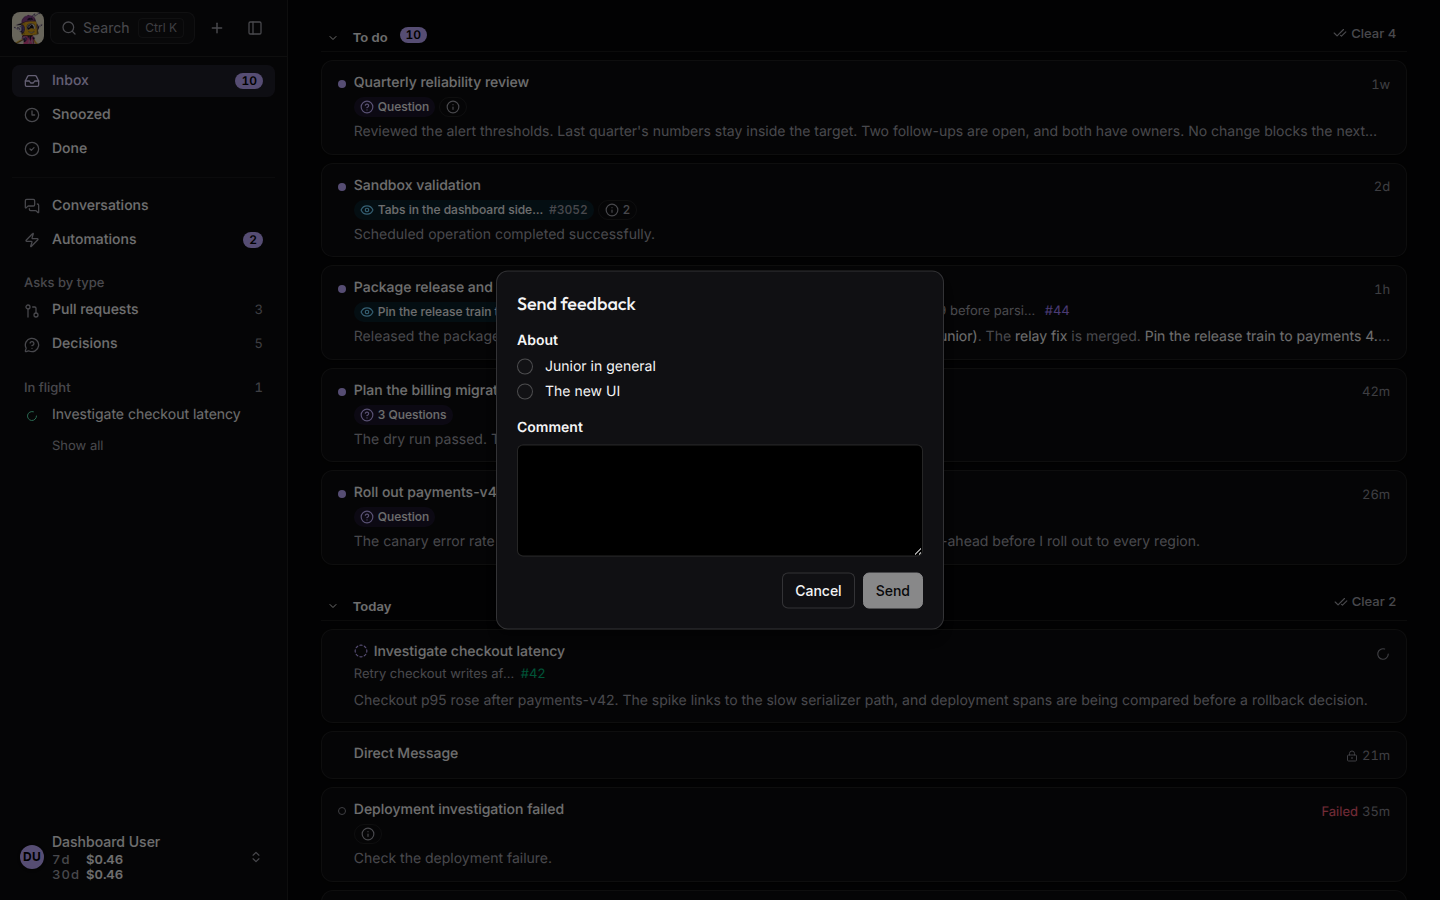 Search Ctrl K
Inbox 10
Snoozed
Done
Conversations
Automations 2
Asks by type
Pull requests 3
Decisions 5
In flight 1
Investigate checkout latency
Show all
DU Dashboard User
7d $0.46
30d $0.46
To do 10 Clear 4
Quarterly reliability review 1w
Question
Reviewed the alert thresholds. Last quarter's numbers stay inside the target. Two follow-ups are open, and both have owners. No change blocks the next...
Sandbox validation 2d
Tabs in the dashboard side... #3052 2
Scheduled operation completed successfully.
Package release and 1h
Pin the release train before parsi... #44
Released the package junior). The relay fix is merged. Pin the release train to payments 4....
Plan the billing migrat 42m
3 Questions
The dry run passed.
Roll out payments-v4 26m
Question
The canary error rate -ahead before I roll out to every region.
Send feedback
About
Junior in general
The new UI
Comment
Cancel Send
Today Clear 2
Investigate checkout latency
Retry checkout writes af... #42
Checkout p95 rose after payments-v42. The spike links to the slow serializer path, and deployment spans are being compared before a rollback decision.
Direct Message 21m
Deployment investigation failed Failed 35m
Check the deployment failure.